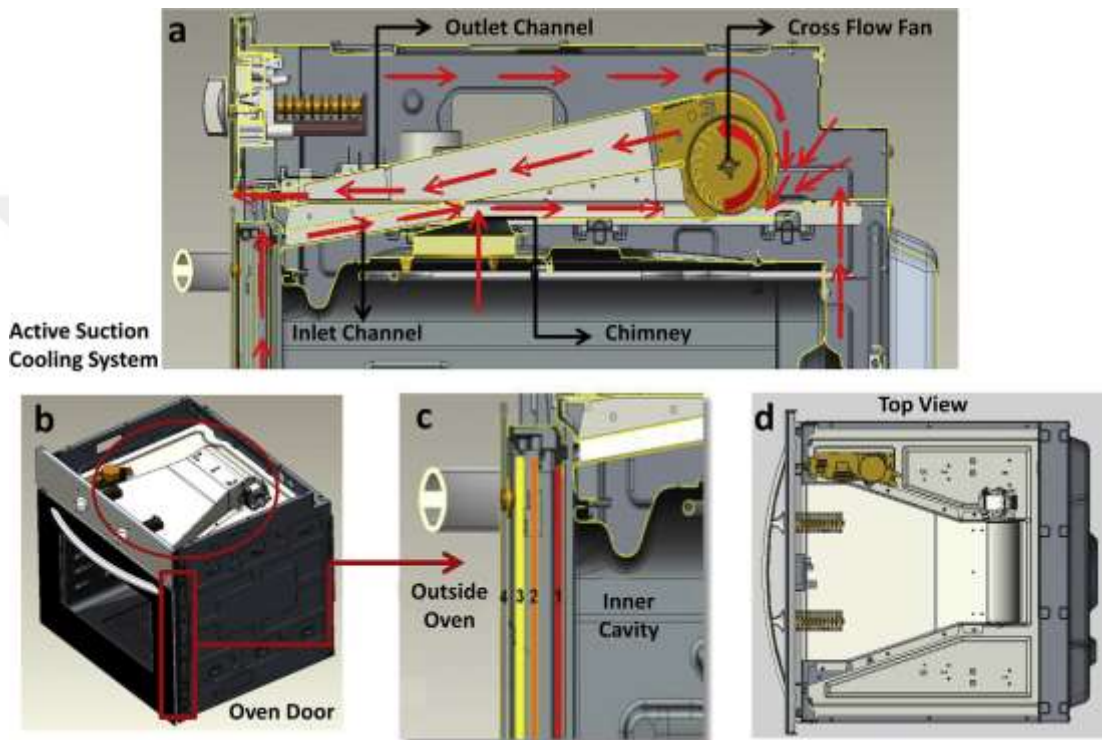 a
Outlet Channel
Cross Flow Fan
Inlet Channel
Chimney
Active Suction
Cooling System
b
Oven Door
c
Outside
Oven
4 3 2 1
Inner
Cavity
d
Top View